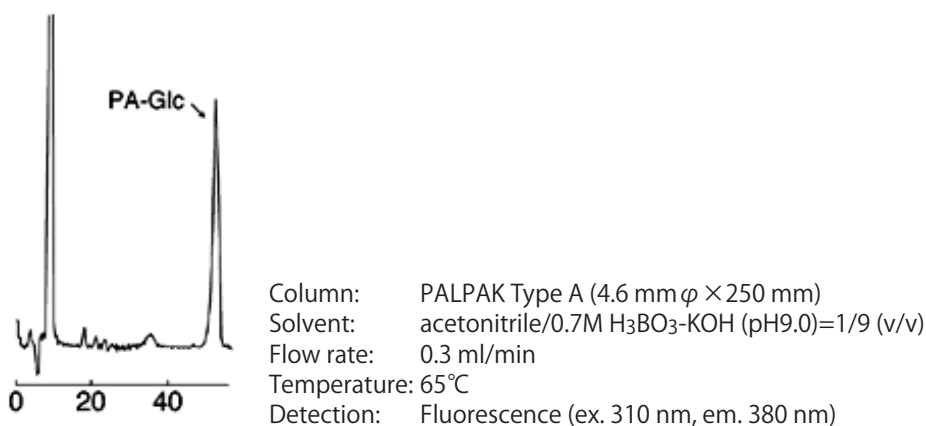 PA-Glc
0 20 40
Column: PALPAK Type A (4.6 mmφ×250 mm)
Solvent: acetonitrile/0.7M H3BO3-KOH (pH9.0)=1/9 (v/v)
Flow rate: 0.3 ml/min
Temperature: 65℃
Detection: Fluorescence (ex. 310 nm, em. 380 nm)